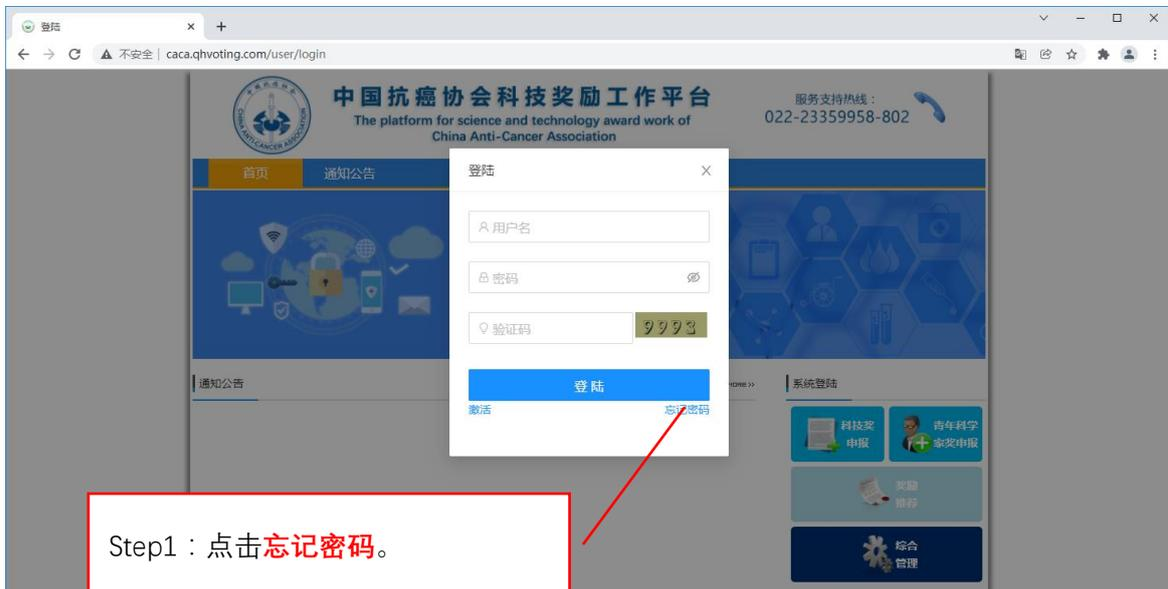 登陆
不安全 caca.qhvoting.com/user/login
中国抗癌协会科技奖励工作平台
The platform for science and technology award work of
China Anti-Cancer Association
服务支持热线：
022-23359958-802
首页 通知公告
登陆
用户名
密码
验证码 9993
登 陆
激活 忘记密码
通知公告
HOME >>
系统登陆
科技奖
申报
青年科学
家奖申报
奖励
推荐
综合
管理
Step1：点击忘记密码。